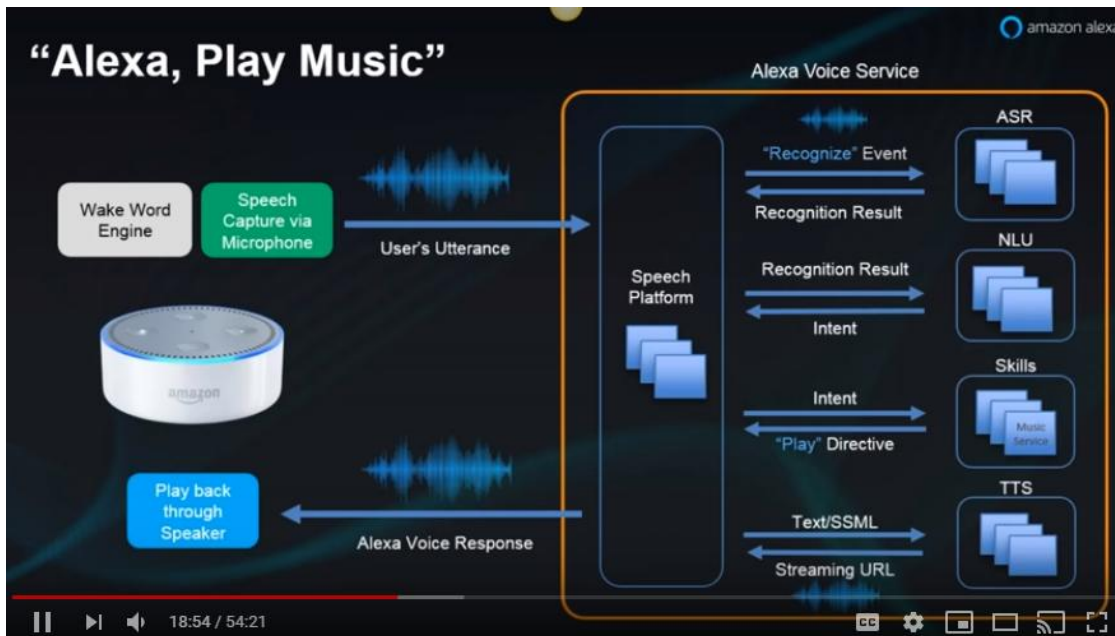 amazon alexa
“Alexa, Play Music”
Alexa Voice Service
ASR
“Recognize” Event
Recognition Result
Wake Word
Engine
Speech
Capture via
Microphone
User's Utterance
NLU
Recognition Result
Intent
Speech
Platform
amazon
Skills
Intent
Music
Service
“Play” Directive
TTS
Play back
through
Speaker
Alexa Voice Response
Text/SSML
Streaming URL
18:54 / 54:21
CC